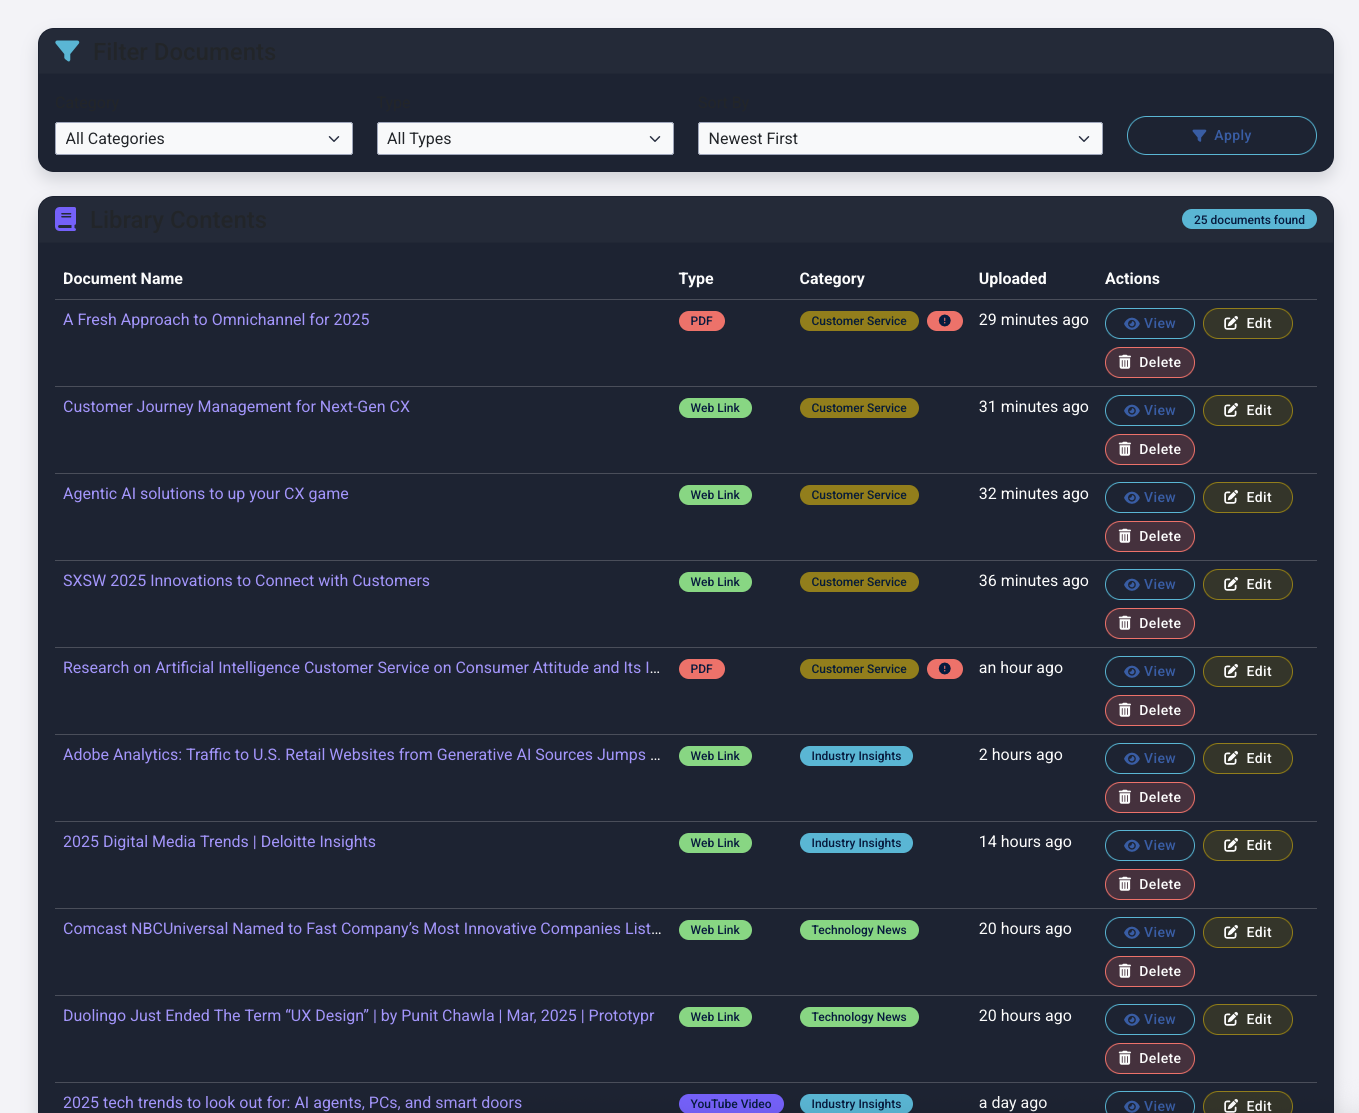 Filter Documents
All Categories
All Types
Newest First
Apply
Library Contents
25 documents found
Document Name Type Category Uploaded Actions
A Fresh Approach to Omnichannel for 2025 PDF Customer Service 29 minutes ago View Edit
Delete
Customer Journey Management for Next-Gen CX Web Link Customer Service 31 minutes ago View Edit
Delete
Agentic AI solutions to up your CX game Web Link Customer Service 32 minutes ago View Edit
Delete
SXSW 2025 Innovations to Connect with Customers Web Link Customer Service 36 minutes ago View Edit
Delete
Research on Artificial Intelligence Customer Service on Consumer Attitude and Its I... PDF Customer Service an hour ago View Edit
Delete
Adobe Analytics: Traffic to U.S. Retail Websites from Generative AI Sources Jumps ... Web Link Industry Insights 2 hours ago View Edit
Delete
2025 Digital Media Trends | Deloitte Insights Web Link Industry Insights 14 hours ago View Edit
Delete
Comcast NBCUniversal Named to Fast Company’s Most Innovative Companies List... Web Link Technology News 20 hours ago View Edit
Delete
Duolingo Just Ended The Term “UX Design” | by Punit Chawla | Mar, 2025 | Prototypr Web Link Technology News 20 hours ago View Edit
Delete
2025 tech trends to look out for: AI agents, PCs, and smart doors YouTube Video Industry Insights a day ago View Edit